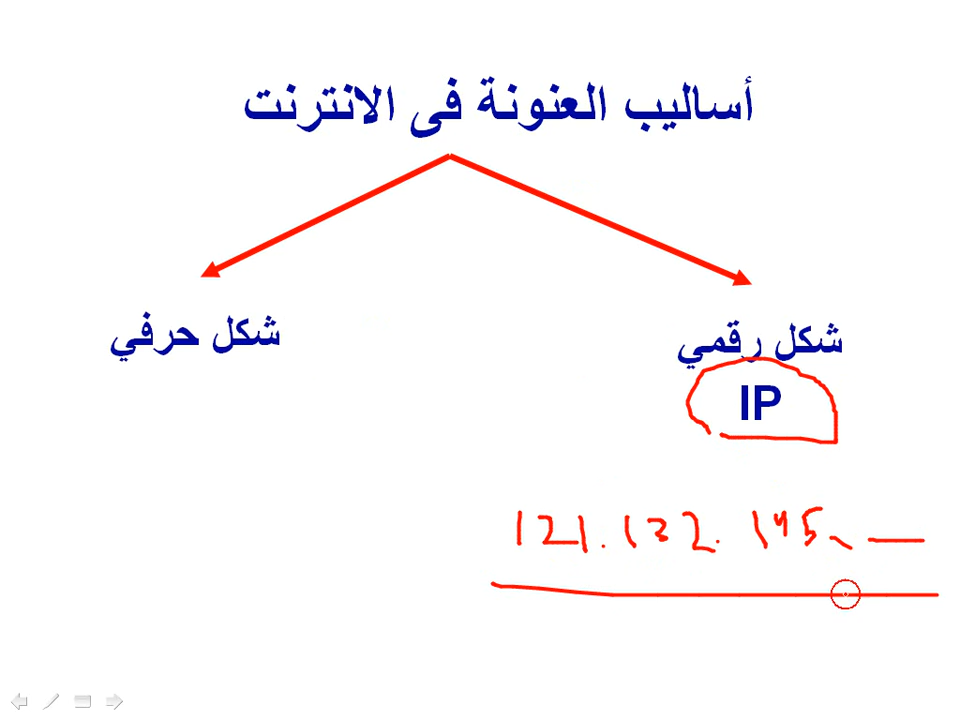 أساليب العنونة فى الانترنت
شكل رقمي
شكل حرفي
IP
121.132.145.